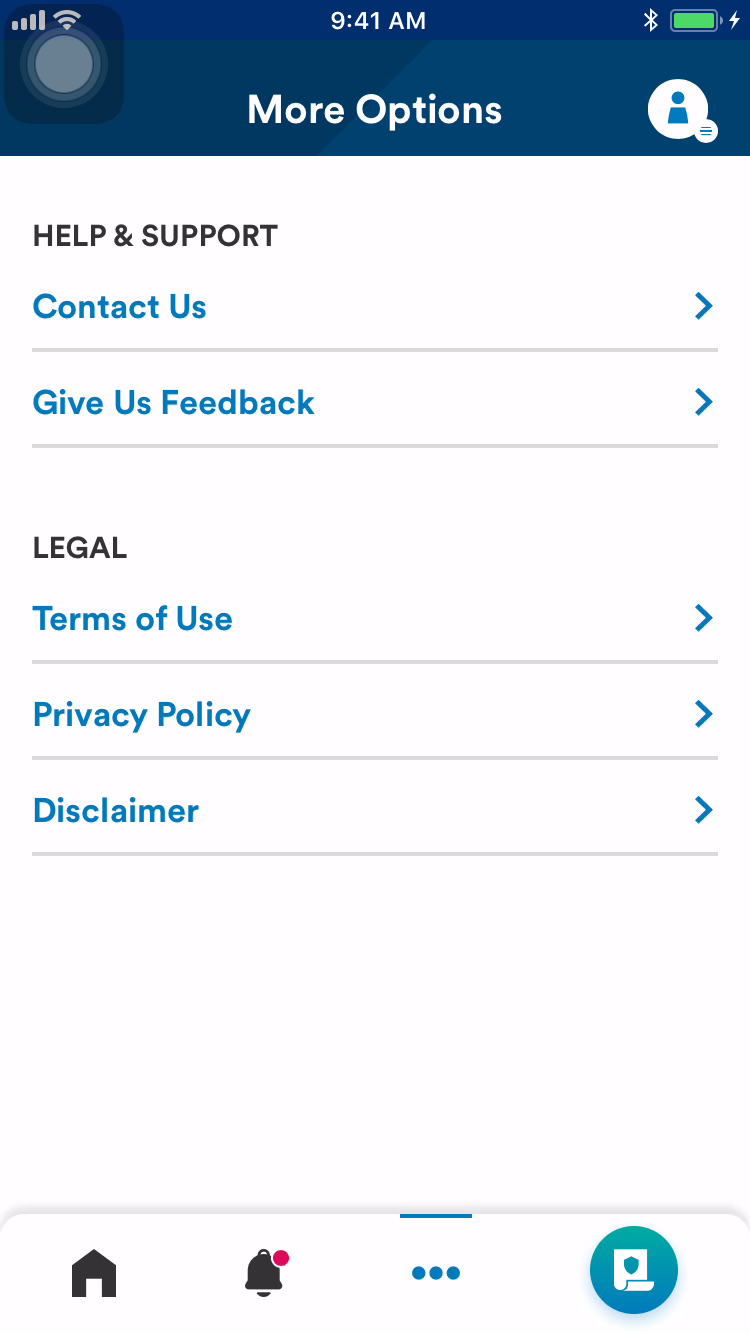 9:41 AM
More Options
HELP & SUPPORT
Contact Us
Give Us Feedback
LEGAL
Terms of Use
Privacy Policy
Disclaimer